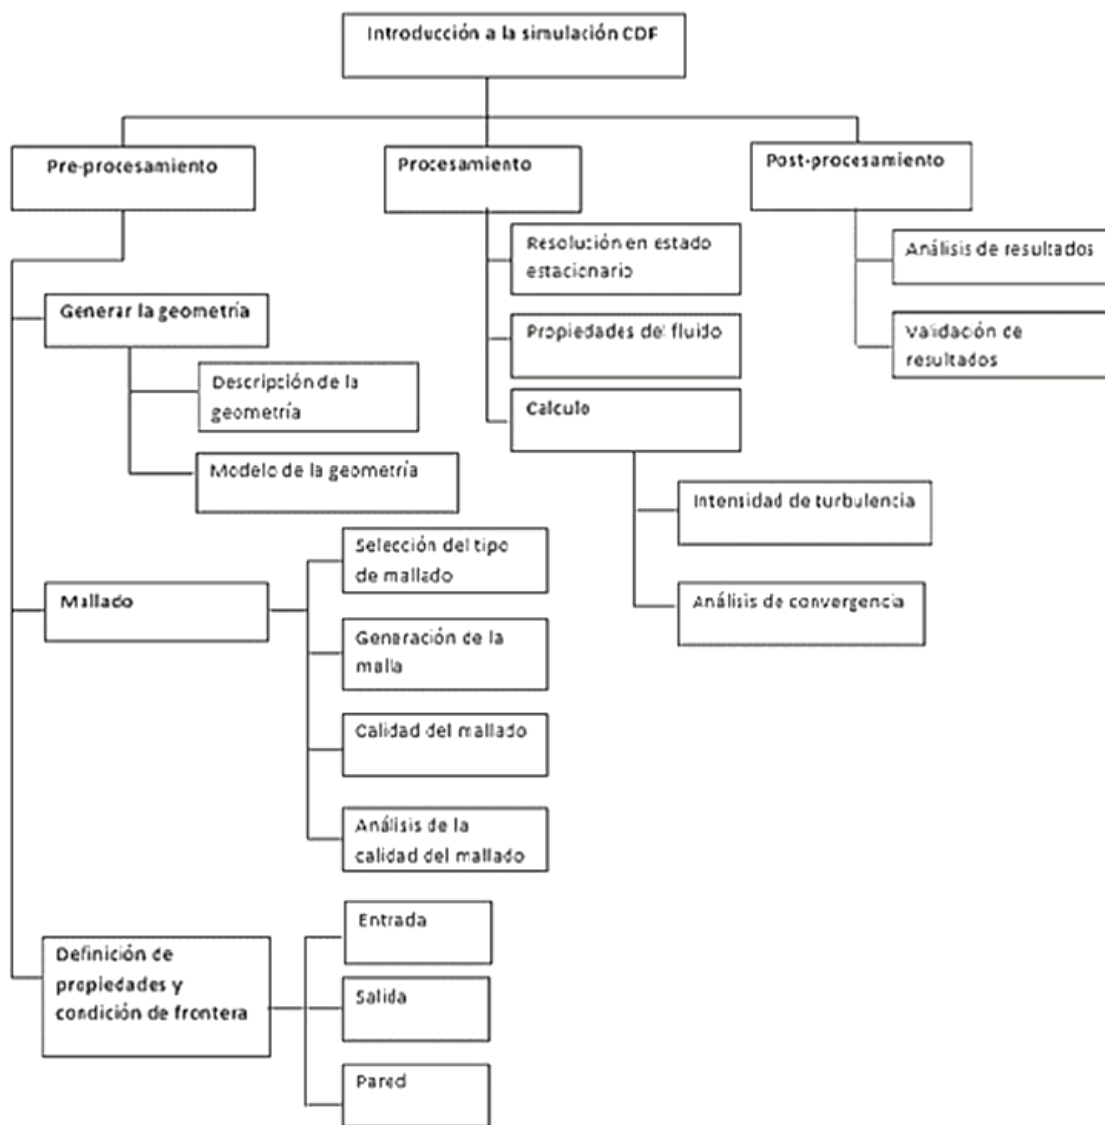 Introducción a la simulación CDF
Pre-procesamiento
Procesamiento
Post-procesamiento
Generar la geometría
Descripción de la
geometría
Modelo de la geometría
Mallado
Selección del tipo
de mallado
Generación de la
malla
Calidad del mallado
Análisis de la
calidad del mallado
Definición de
propiedades y
condición de frontera
Entrada
Salida
Pared
Resolución en estado
estacionario
Propiedades del fluido
Calculo
Intensidad de turbulencia
Análisis de convergencia
Análisis de resultados
Validación de
resultados